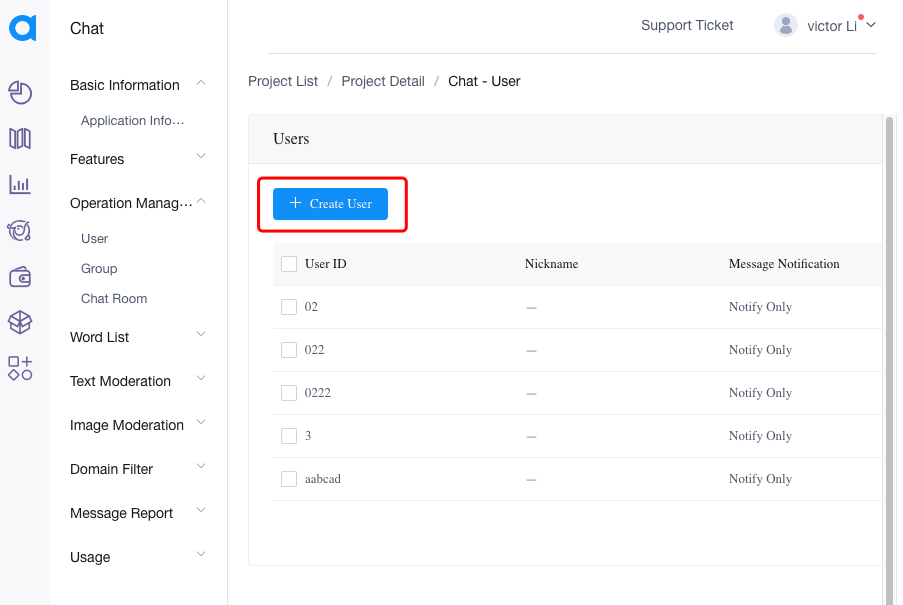 Chat
Support Ticket
victor Li
Basic Information
Application Info…
Features
Operation Manag…
User
Group
Chat Room
Word List
Text Moderation
Image Moderation
Domain Filter
Message Report
Usage
Project List / Project Detail / Chat - User
Users
+ Create User
User ID Nickname Message Notification
02 — Notify Only
022 — Notify Only
0222 — Notify Only
3 — Notify Only
aabcad — Notify Only